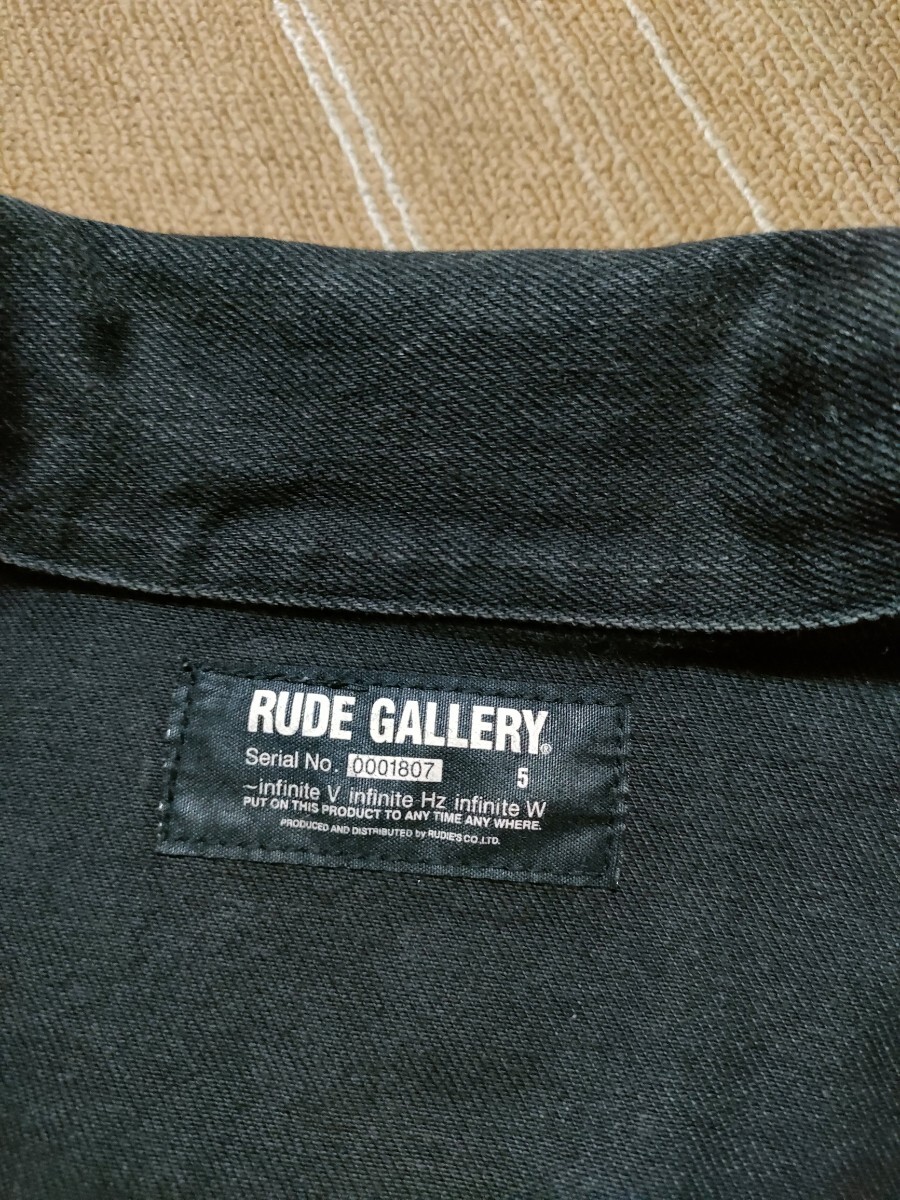 RUDE GALLERY®
Serial No. 0001807 5
~infinite V infinite Hz infinite W
PUT ON THIS PRODUCT TO ANY TIME ANY WHERE.
PRODUCED AND DISTRIBUTED by RUDIE'S CO.,LTD.